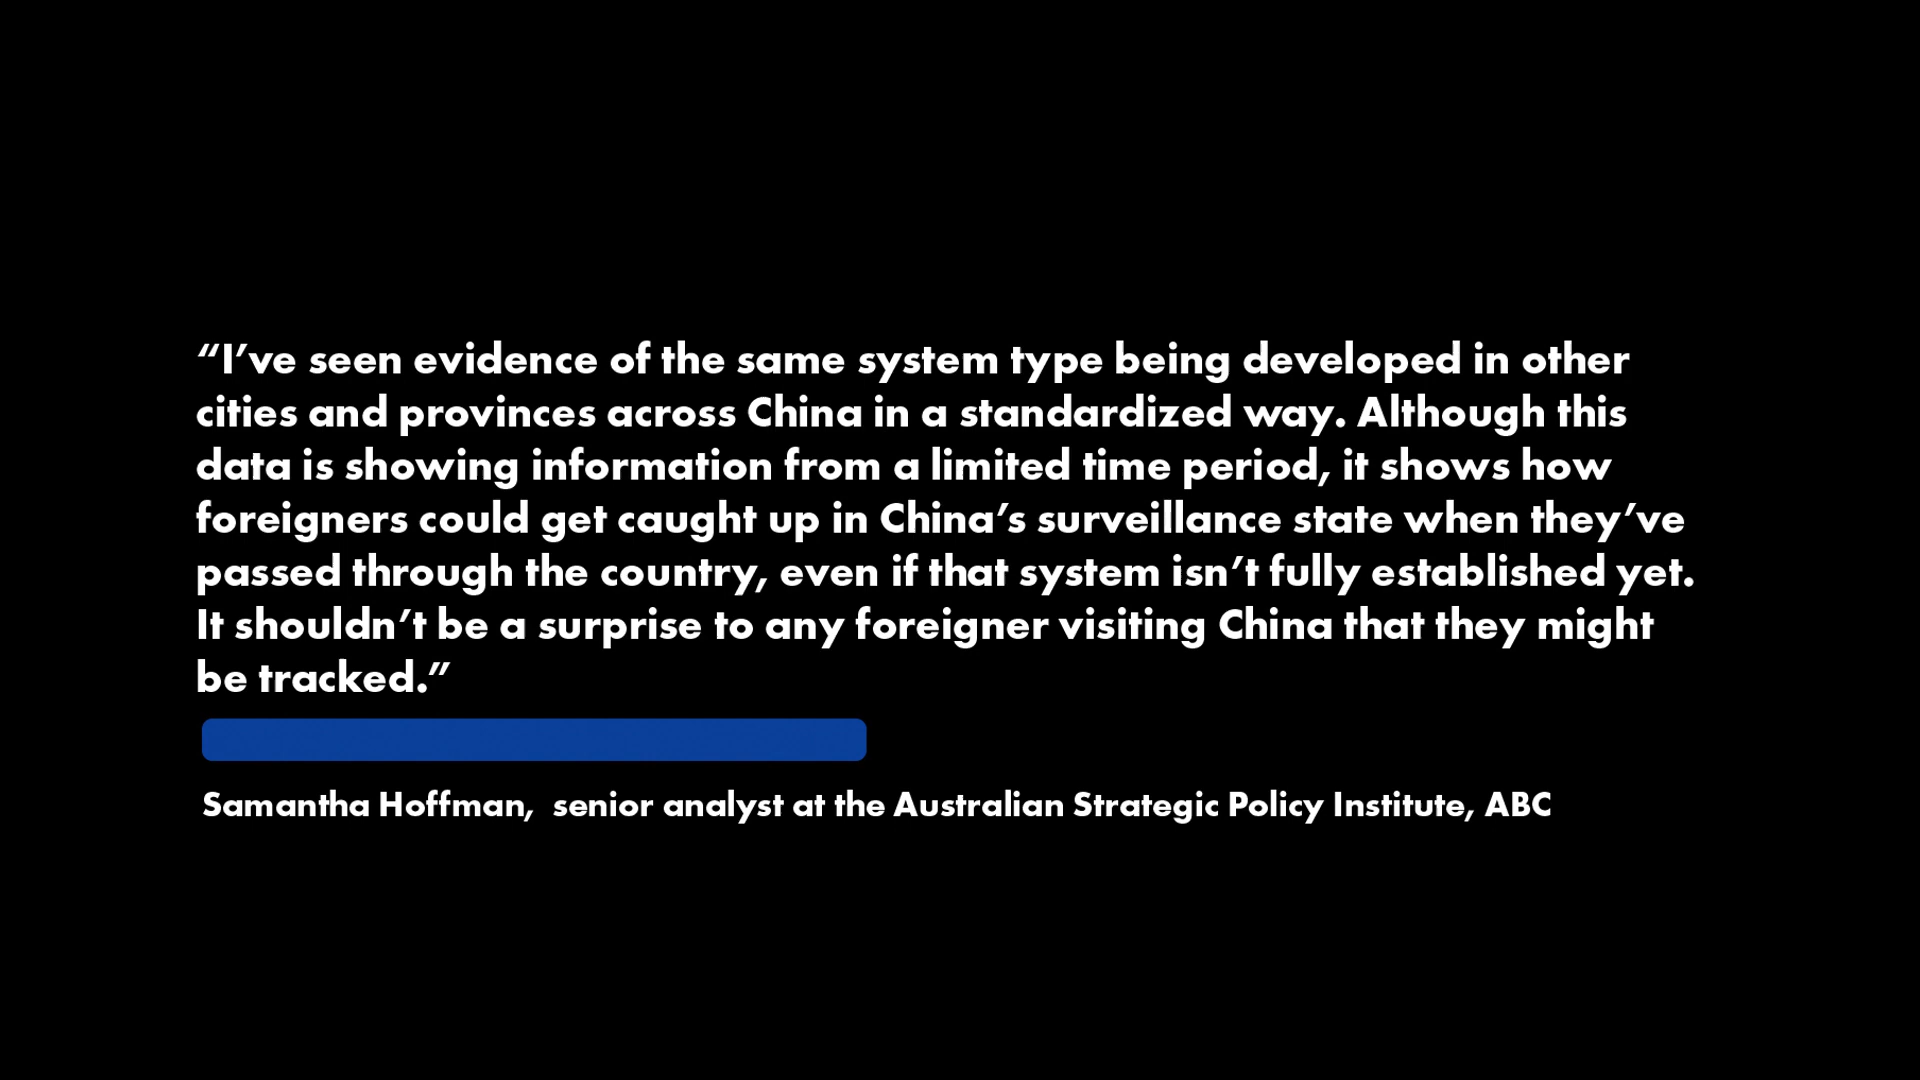 “I’ve seen evidence of the same system type being developed in other
cities and provinces across China in a standardized way. Although this
data is showing information from a limited time period, it shows how
foreigners could get caught up in China’s surveillance state when they’ve
passed through the country, even if that system isn’t fully established yet.
It shouldn’t be a surprise to any foreigner visiting China that they might
be tracked.”
Samantha Hoffman,  senior analyst at the Australian Strategic Policy Institute, ABC